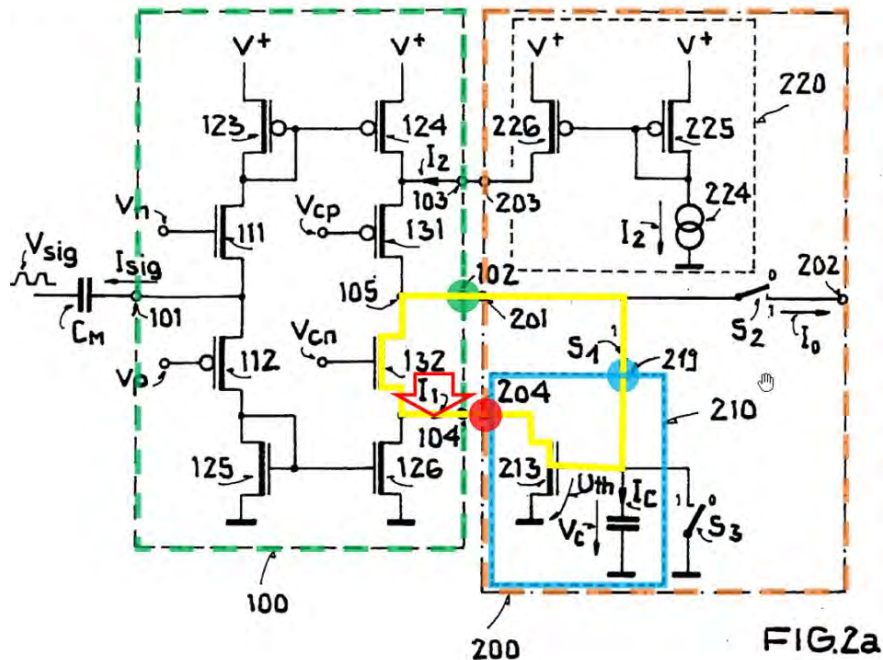 V+ V+ V+ V+
220
123 124 226 225
I2
103 203
224
I2
Vn Vcp
111 131
Vsig
Isig
102
202
105
101
201
CM
S1
S2
I0
219
Vcn
112 132
Vp
I1
204
210
104
125 126 213
Uth
Ic
Vc
S3
100
200
FIG.2a